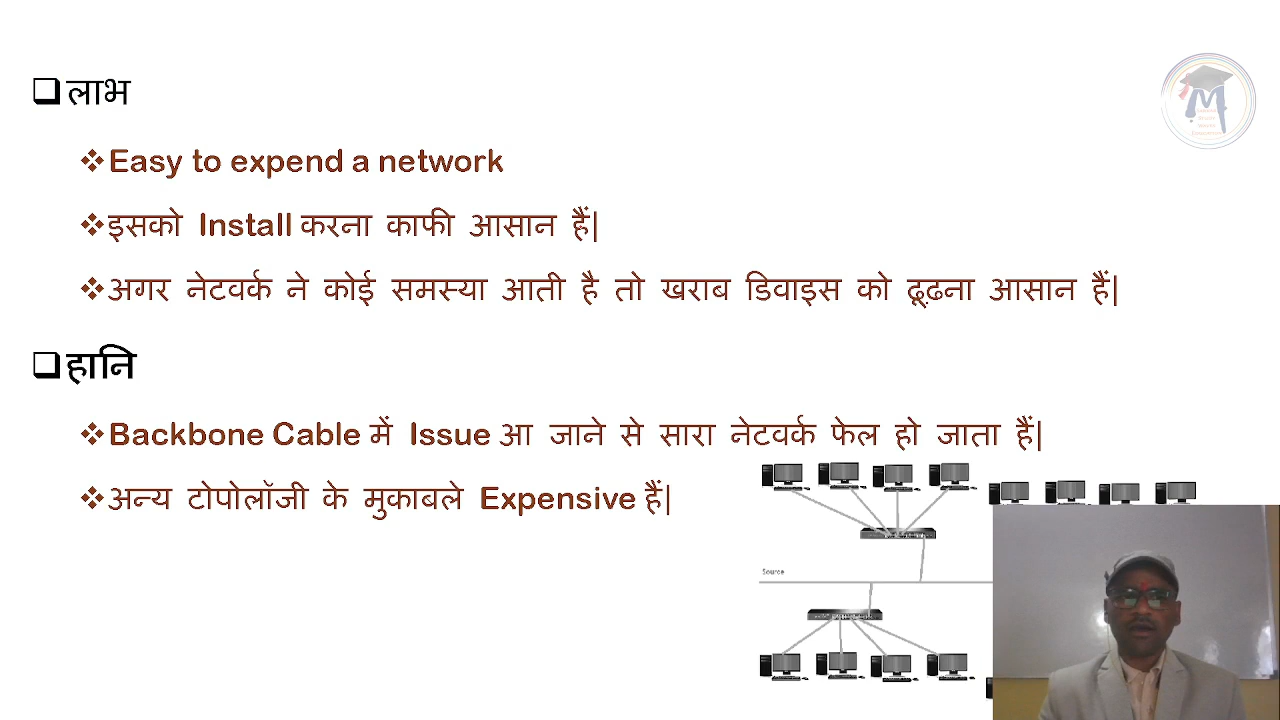 लाभ
Easy to expend a network
इसको Install करना काफी आसान हैं|
अगर नेटवर्क ने कोई समस्या आती है तो खराब डिवाइस को ढूढ़ना आसान हैं|
हानि
Backbone Cable में Issue आ जाने से सारा नेटवर्क फेल हो जाता हैं|
अन्य टोपोलॉजी के मुकाबले Expensive हैं|
Source